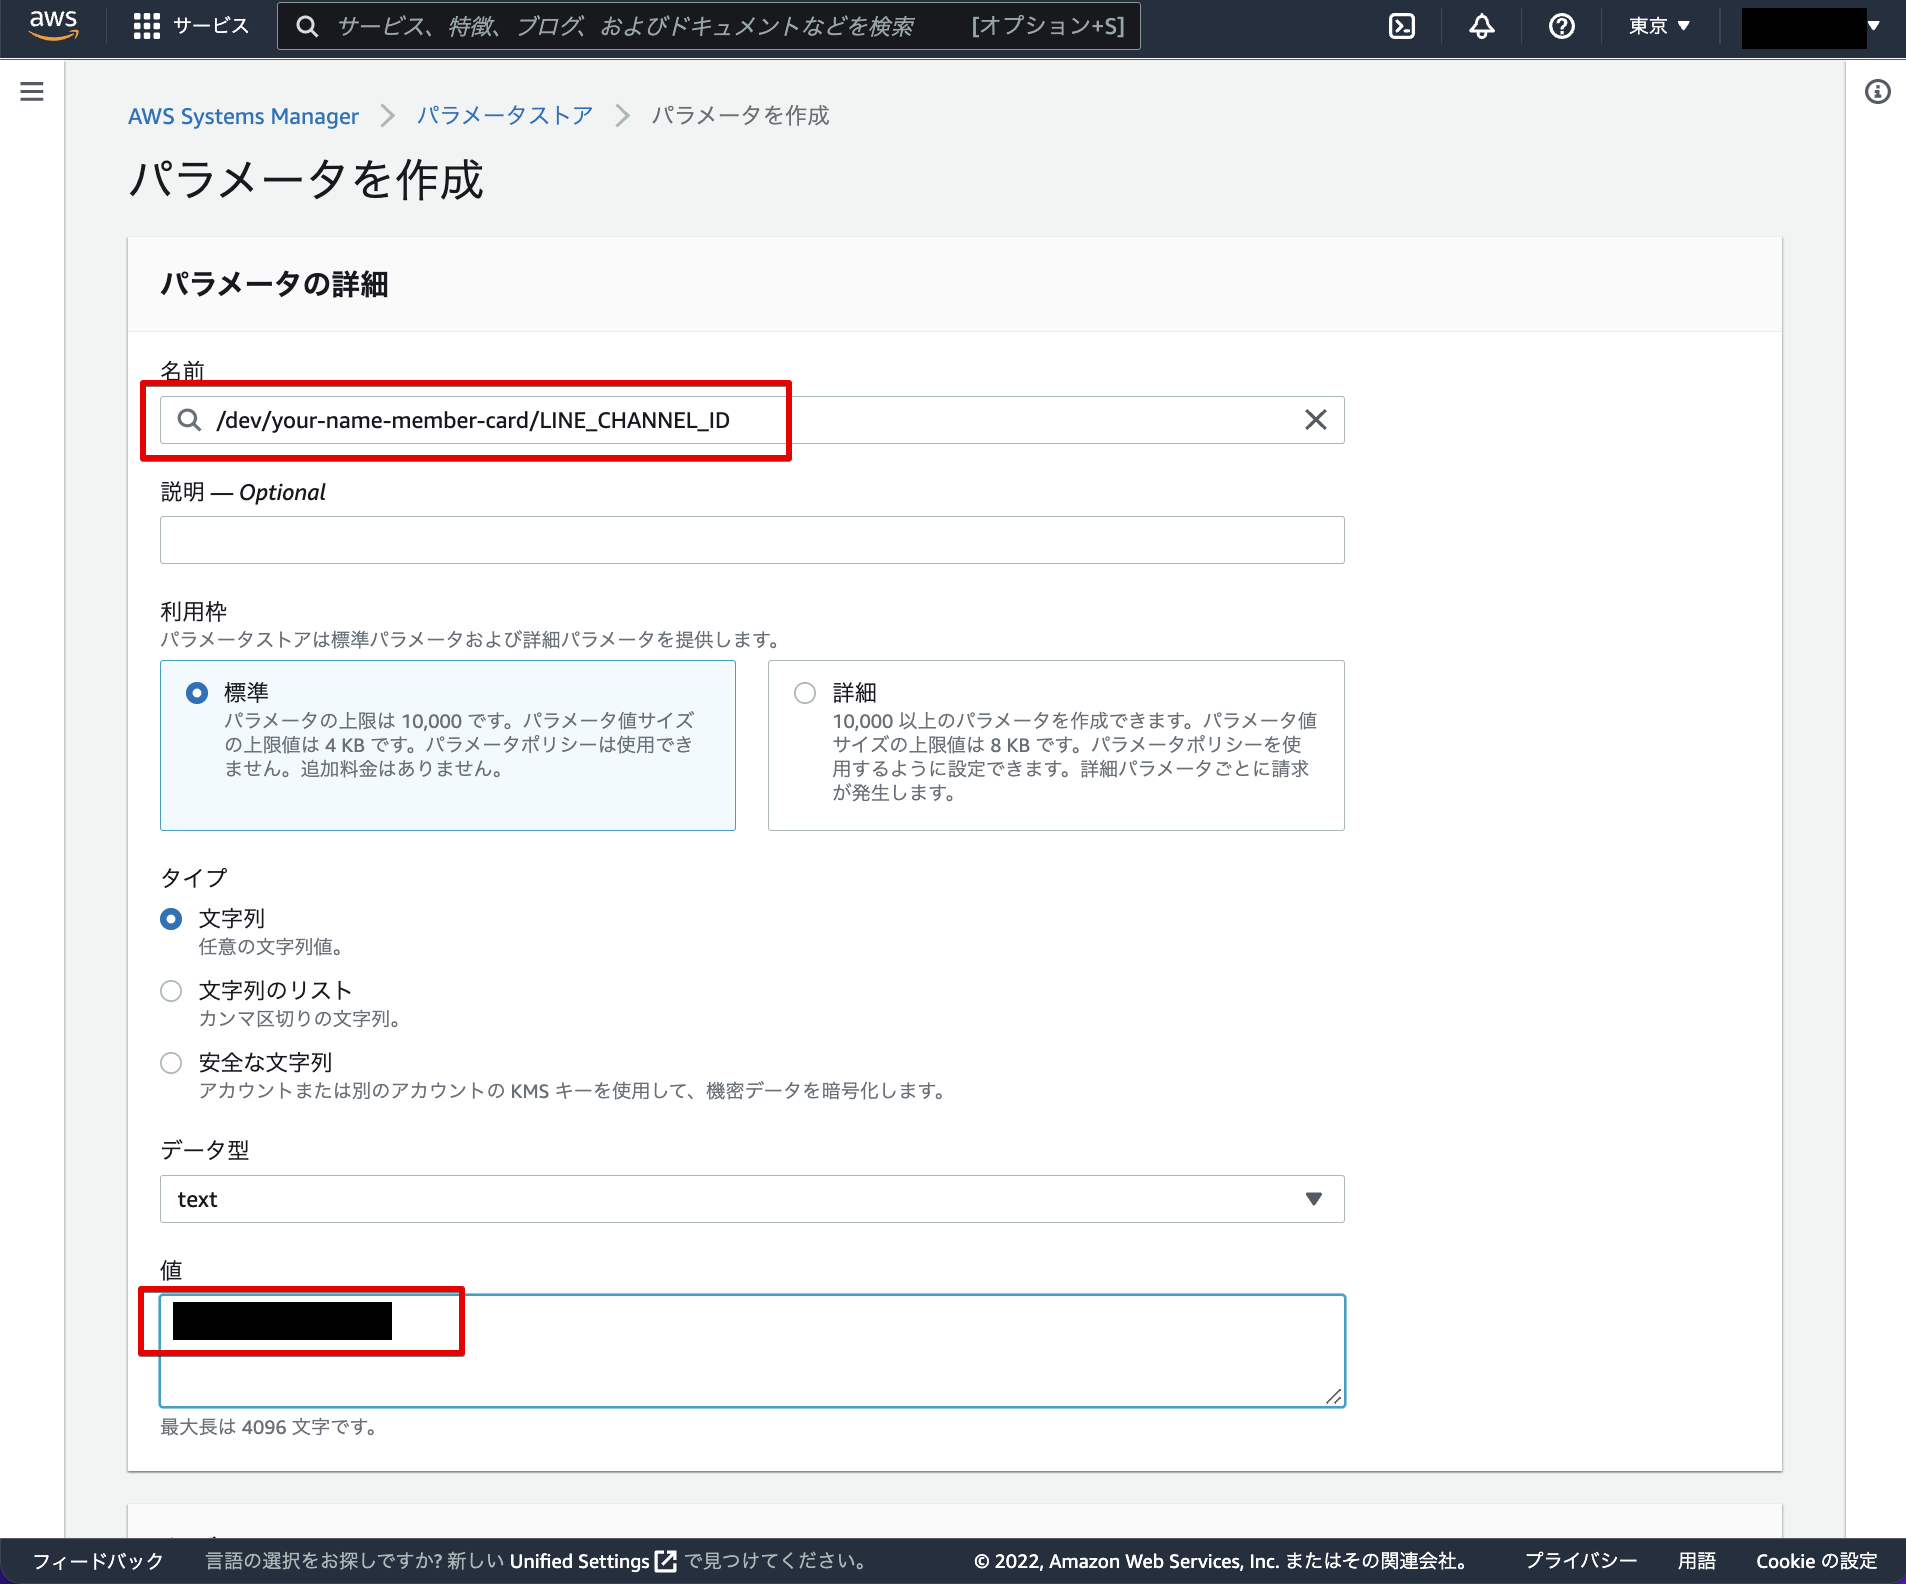 aws
サービス
サービス、特徴、ブログ、およびドキュメントなどを検索
[オプション+S]
東京 ▼
AWS Systems Manager > パラメータストア > パラメータを作成
パラメータを作成
パラメータの詳細
名前
/dev/your-name-member-card/LINE_CHANNEL_ID
説明 — Optional
利用枠
パラメータストアは標準パラメータおよび詳細パラメータを提供します。
標準
パラメータの上限は 10,000 です。パラメータ値サイズ
の上限値は 4 KB です。パラメータポリシーは使用でき
ません。追加料金はありません。
詳細
10,000 以上のパラメータを作成できます。パラメータ値
サイズの上限値は 8 KB です。パラメータポリシーを使
用するように設定できます。詳細パラメータごとに請求
が発生します。
タイプ
文字列
任意の文字列値。
文字列のリスト
カンマ区切りの文字列。
安全な文字列
アカウントまたは別のアカウントの KMS キーを使用して、機密データを暗号化します。
データ型
text
値
最大長は 4096 文字です。
フィードバック
言語の選択をお探しですか? 新しい Unified Settings で見つけてください。
© 2022, Amazon Web Services, Inc. またはその関連会社。
プライバシー
用語
Cookie の設定